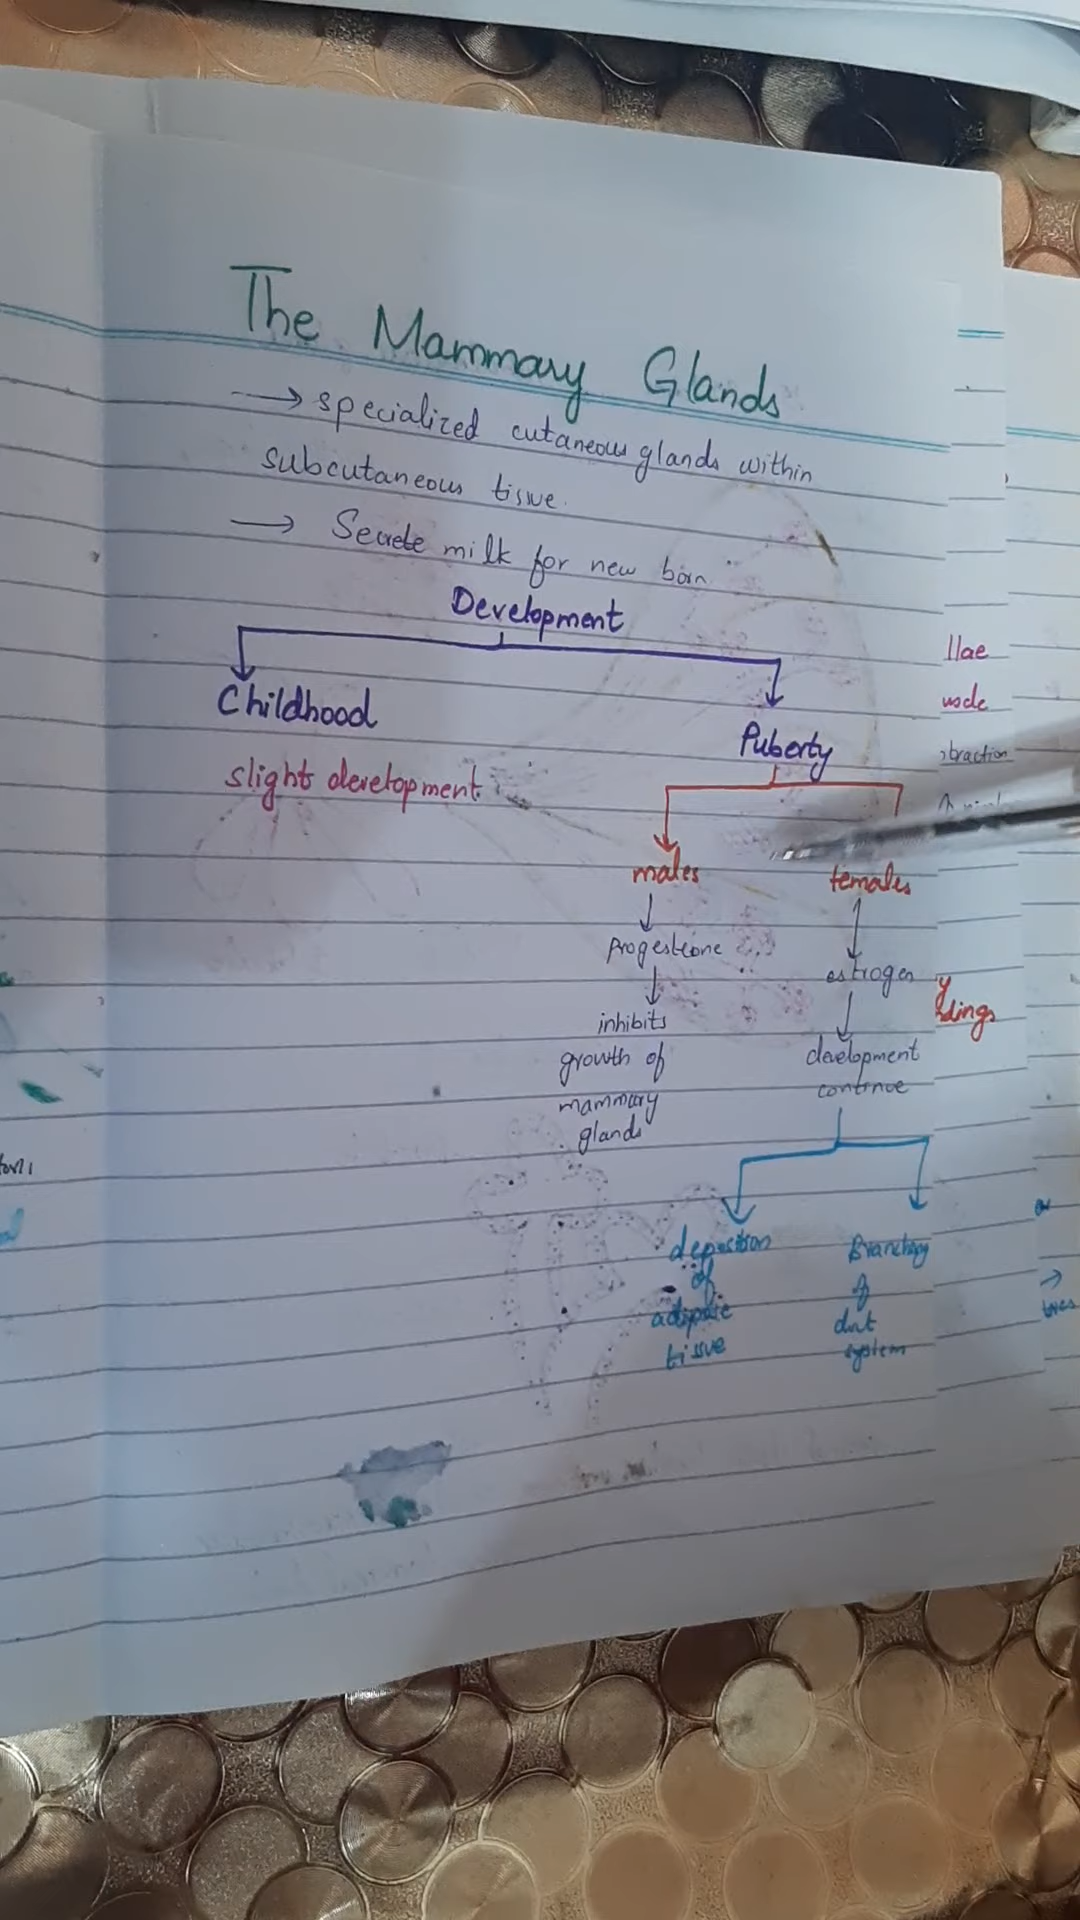 The Mammary Glands
→ specialized cutaneous glands within
subcutaneous tissue.
→ Secrete milk for new born
Development
Childhood
Puberty
slight development
males
females
progesterone
estrogen
inhibits
growth of
mammary
glands
development
continue
deposition
of
adipose
tissue
Branching
of
duct
system
llae
dings